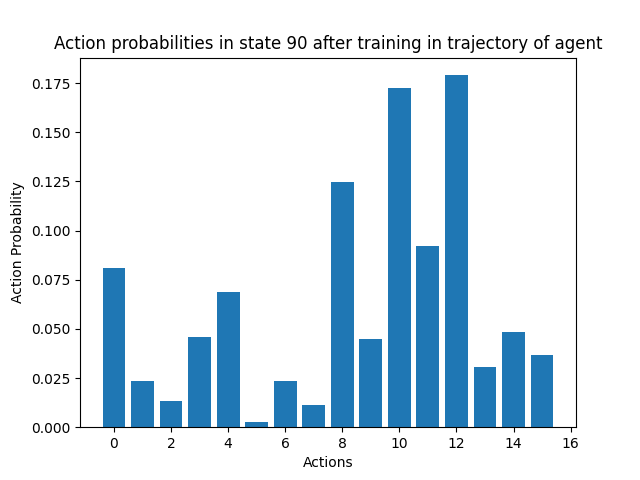 Action probabilities in state 90 after training in trajectory of agent
0.175
0.150
0.125
0.100
0.075
0.050
0.025
0.000
Action Probability
0 2 4 6 8 10 12 14 16
Actions